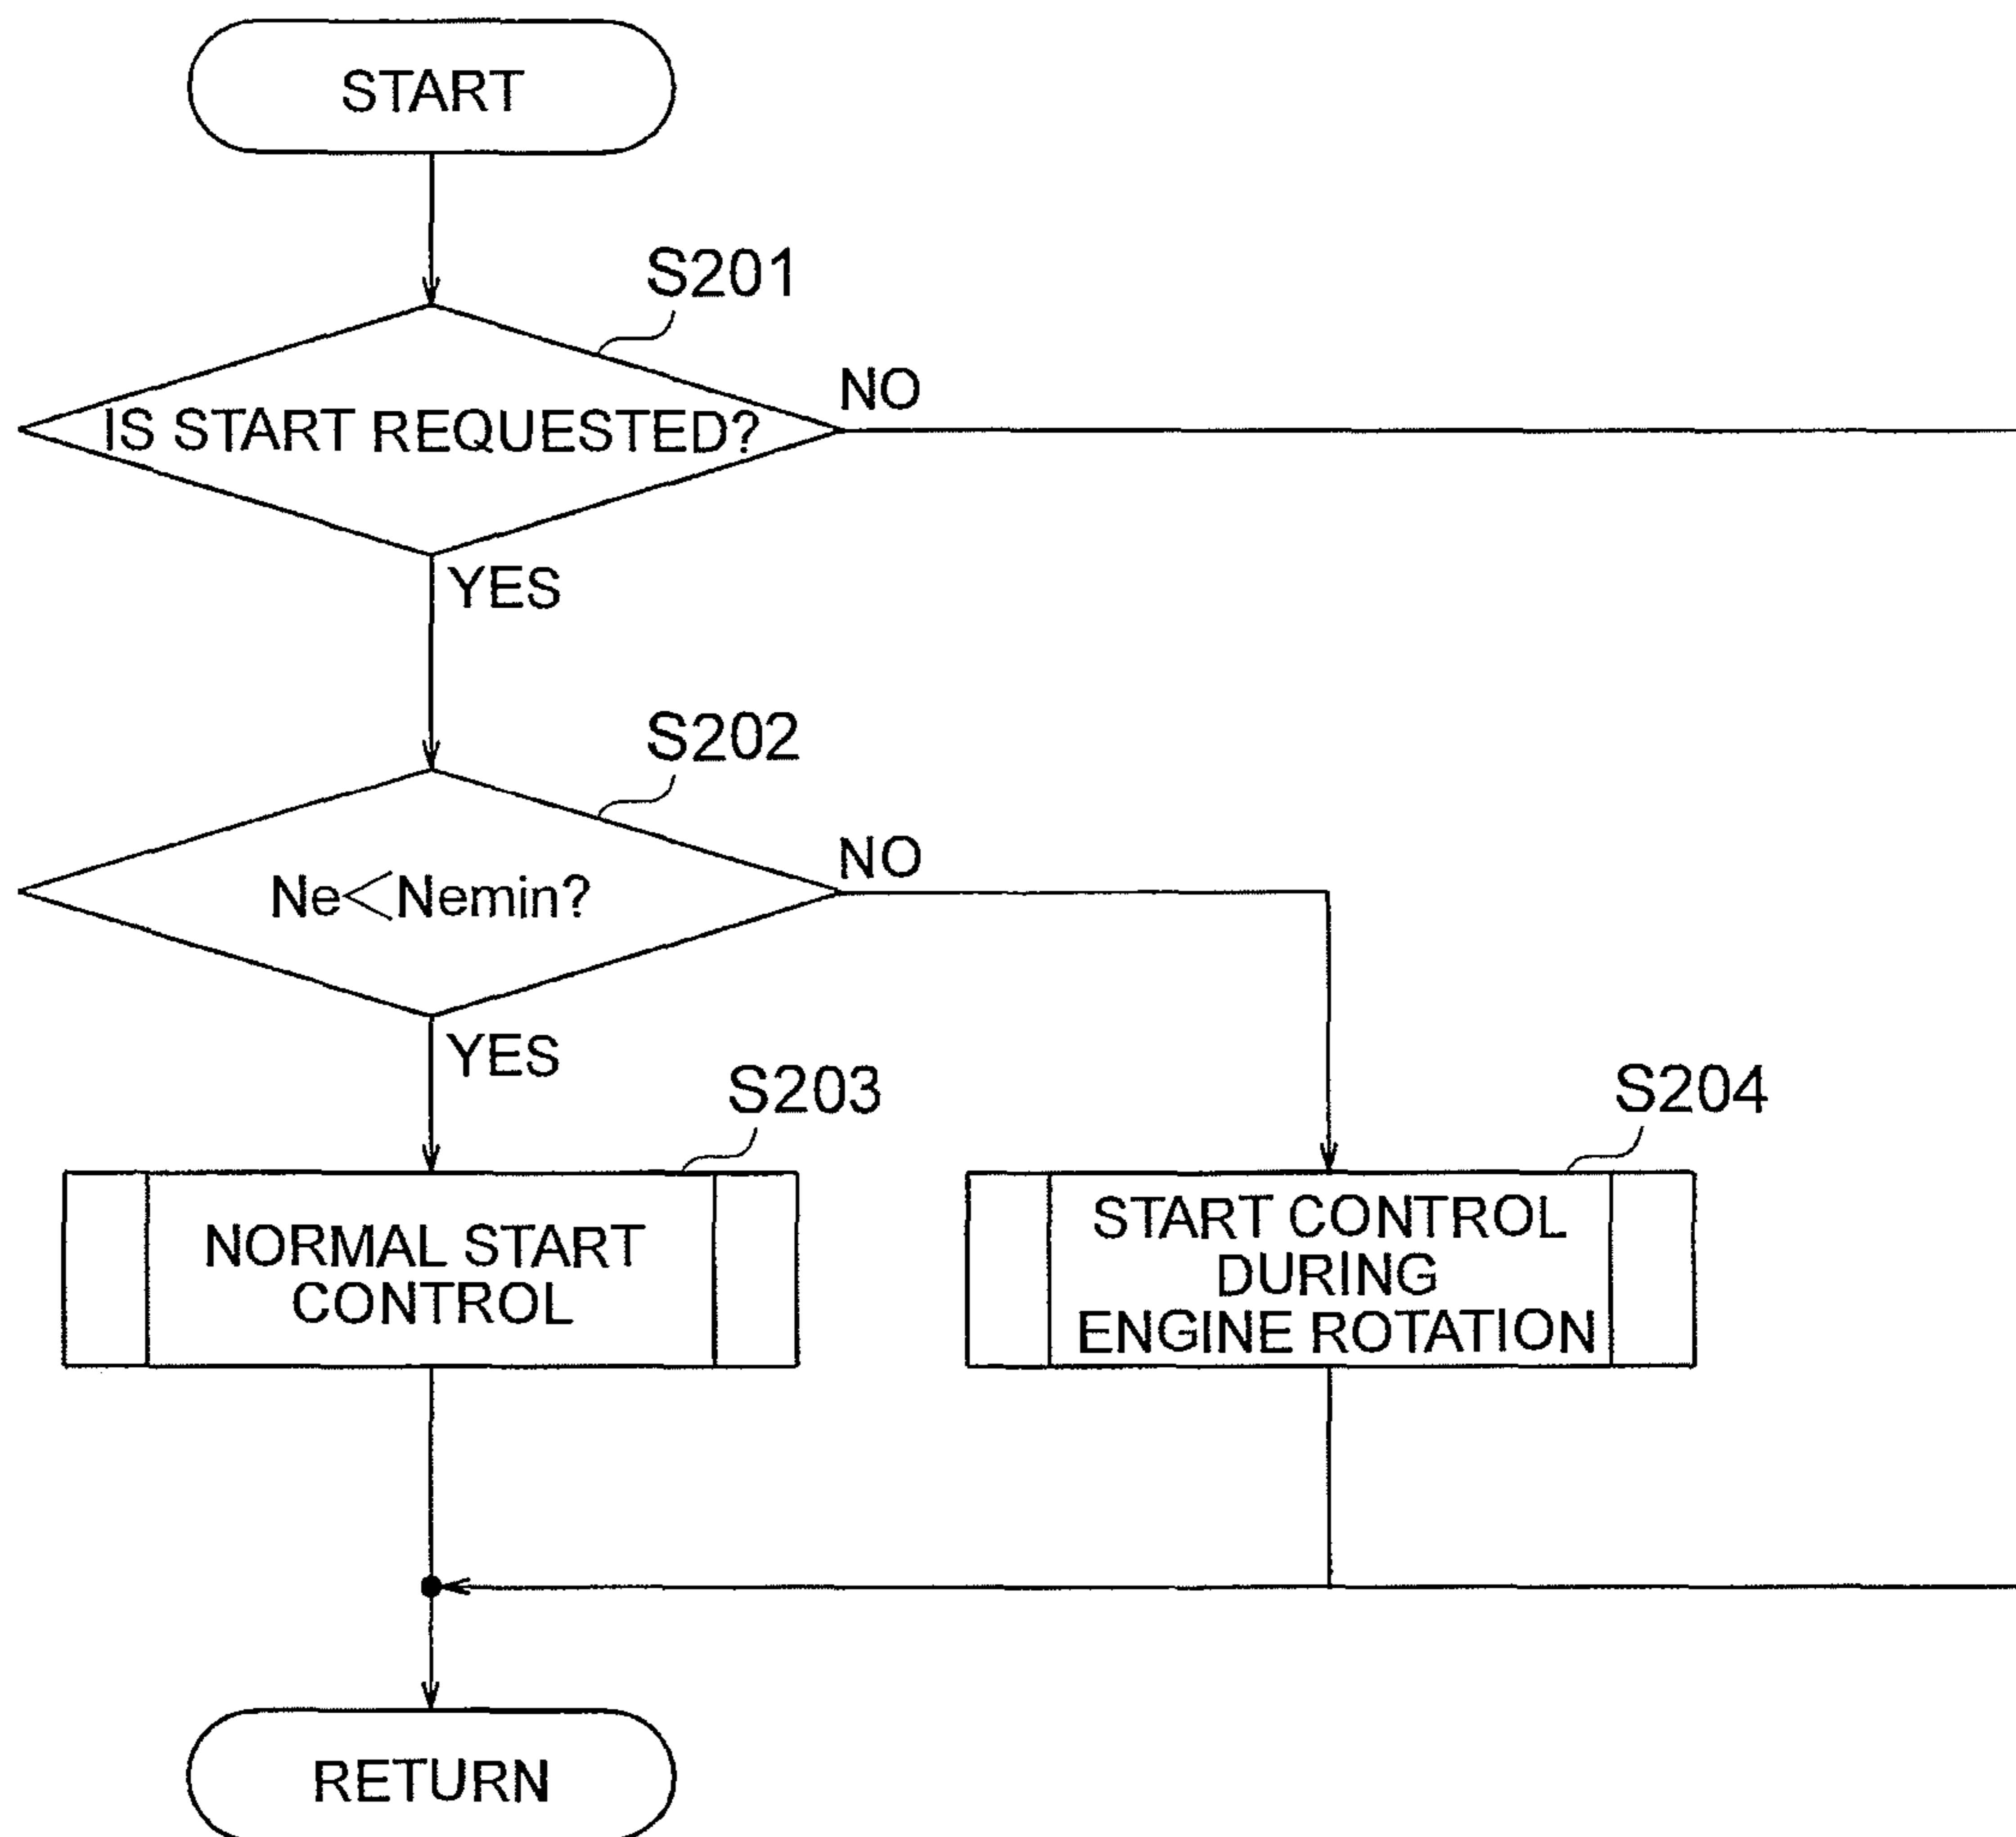 START
S201
IS START REQUESTED?
NO
YES
S202
Ne<Nemin?
NO
YES
S203
NORMAL START
CONTROL
S204
START CONTROL
DURING
ENGINE ROTATION
RETURN